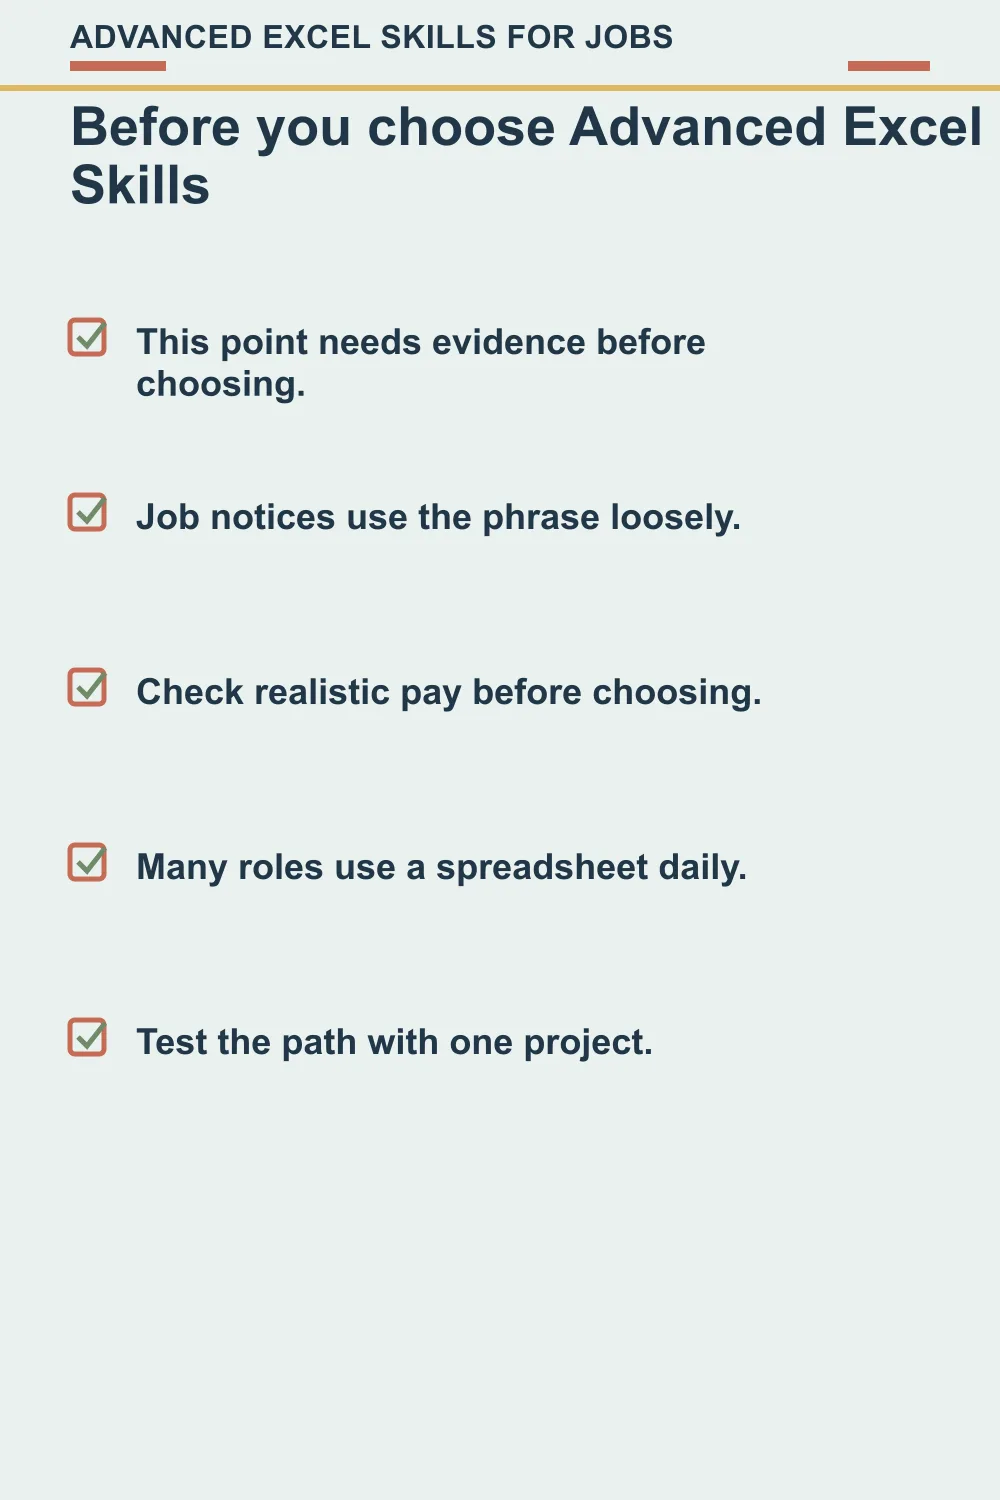 ADVANCED EXCEL SKILLS FOR JOBS
Before you choose Advanced Excel
Skills
This point needs evidence before
choosing.
Job notices use the phrase loosely.
Check realistic pay before choosing.
Many roles use a spreadsheet daily.
Test the path with one project.